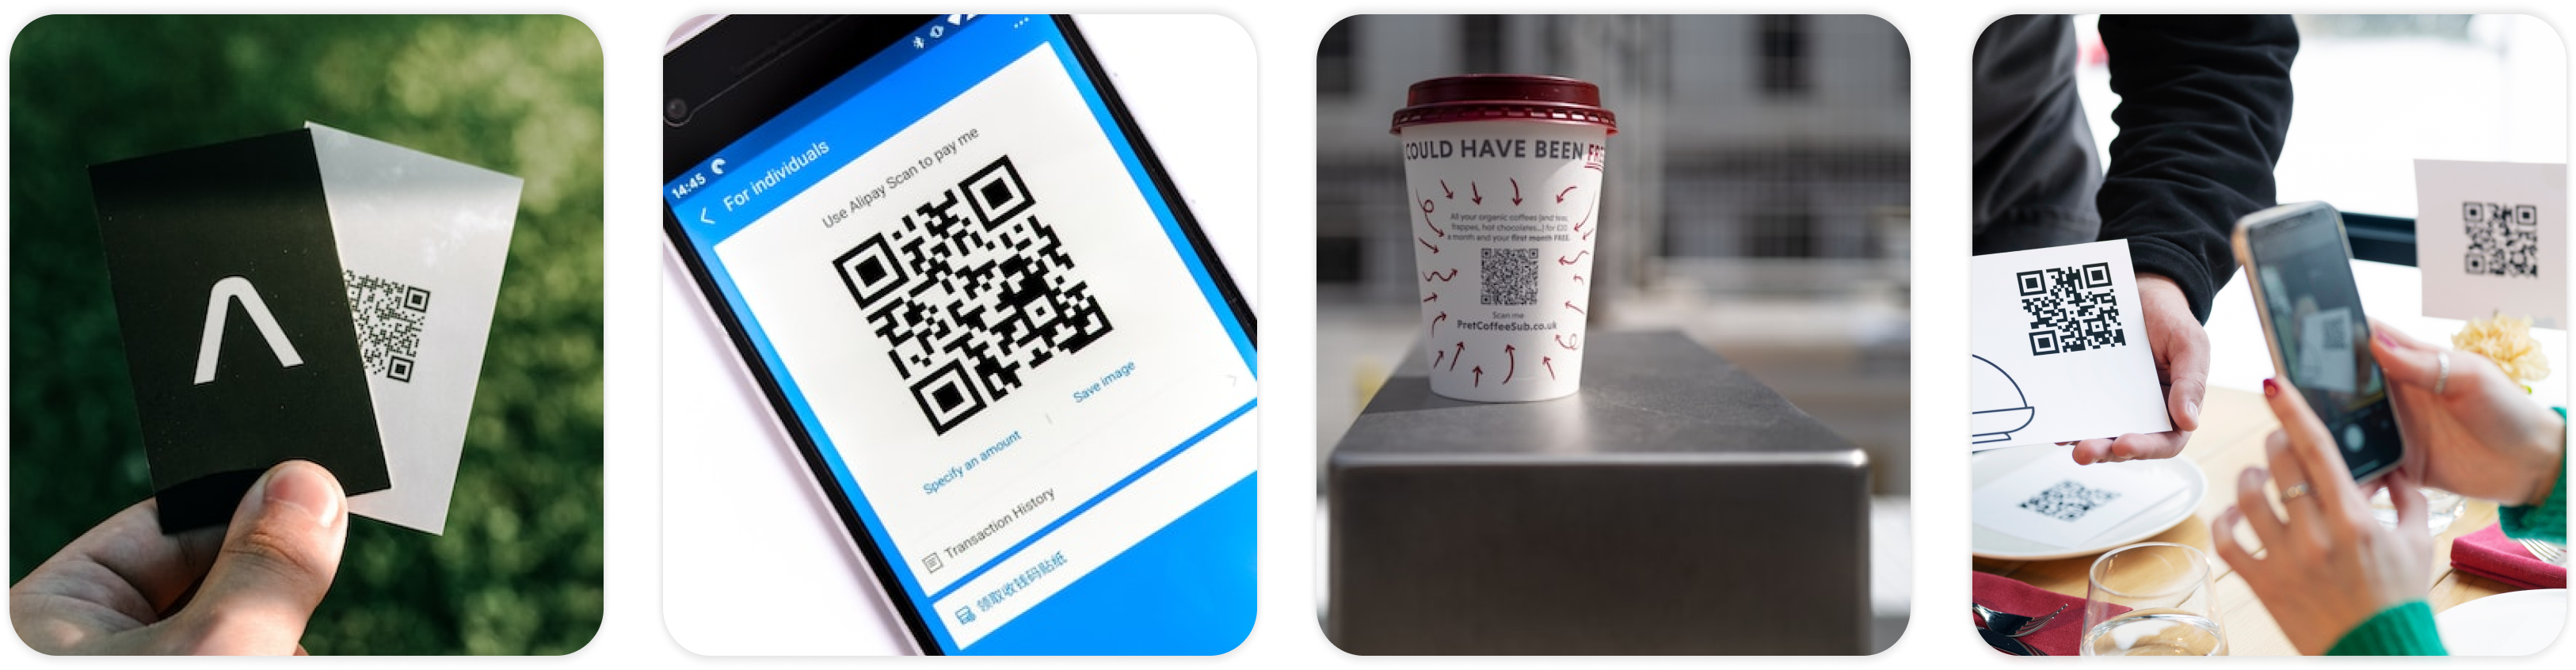 14:45
For individuals
Use Alipay Scan to pay me
Specify an amount
Save image
Transaction History
领取收钱码贴纸
COULD HAVE BEEN FREE
All your organic coffees (and teas,
frappes, hot chocolates...) for £20
a month and your first month FREE.
Scan me
PretCoffeeSub.co.uk